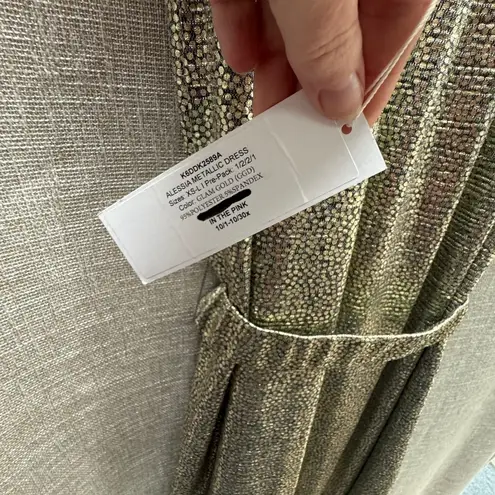 K6DDK2589A
ALESSIA METALLIC DRESS
Sizes: XS-L | Pre-Pack: 1/2/2/1
Color: GLAM GOLD (GGD)
95%POLYESTER/5%SPANDEX
IN THE PINK
10/1-10/30x